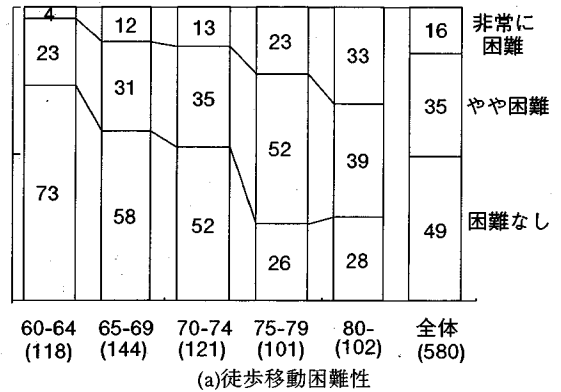 4 12 13 23 33 16 非常に
困難
23 31 35 52 39 35 やや困難
73 58 52 26 28 49 困難なし
60-64 65-69 70-74 75-79 80- 全体
(118) (144) (121) (101) (102) (580)
(a)徒歩移動困難性